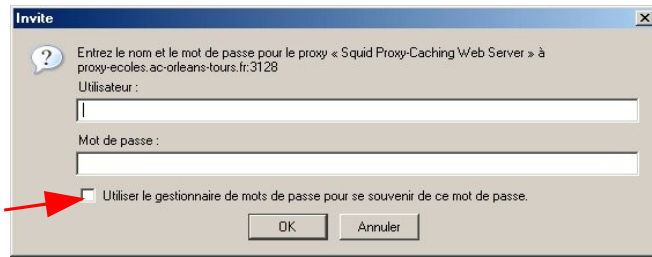 Invite
Entrez le nom et le mot de passe pour le proxy « Squid Proxy-Caching Web Server » à
proxy-ecoles.ac-orleans-tours.fr:3128
Utilisateur :
Mot de passe :
Utiliser le gestionnaire de mots de passe pour se souvenir de ce mot de passe.
OK Annuler